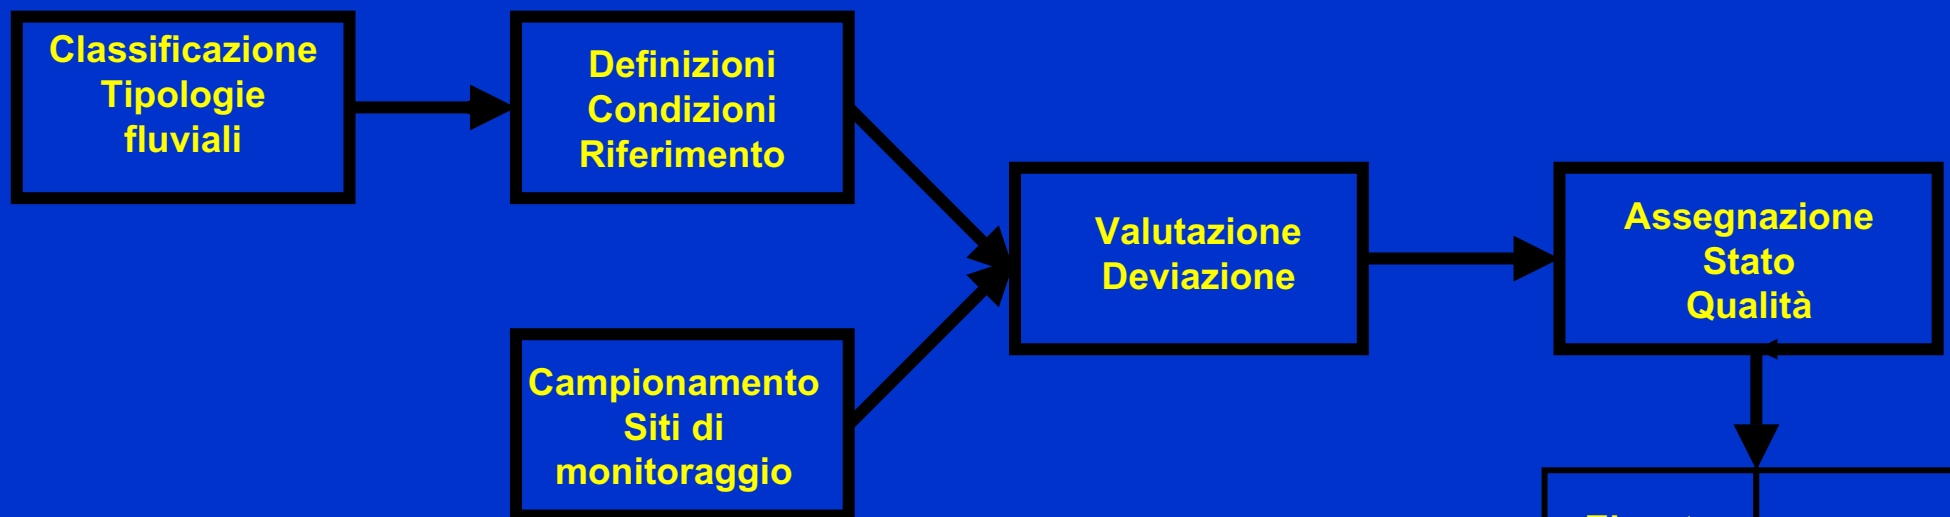 Classificazione
Tipologie
fluviali
Definizioni
Condizioni
Riferimento
Campionamento
Siti di
monitoraggio
Valutazione
Deviazione
Assegnazione
Stato
Qualità